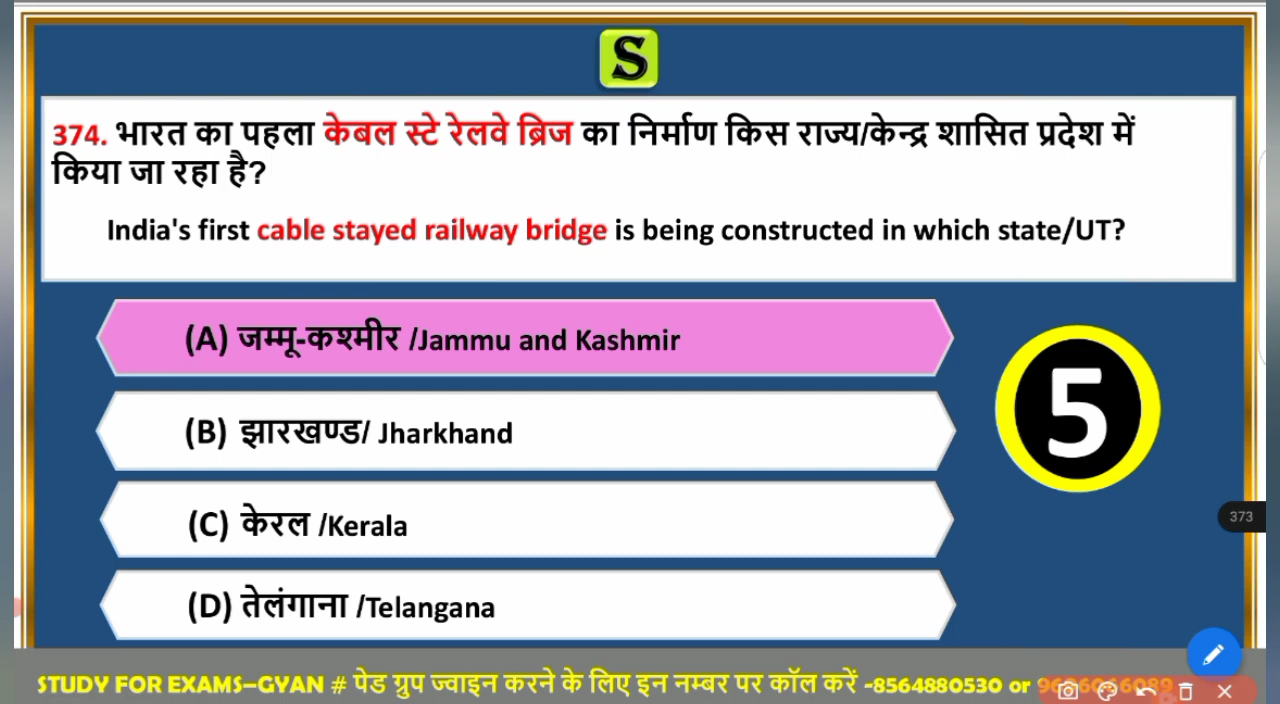 S
374. भारत का पहला केबल स्टे रेलवे ब्रिज का निर्माण किस राज्य/केन्द्र शासित प्रदेश में
किया जा रहा है?
India's first cable stayed railway bridge is being constructed in which state/UT?
(A) जम्मू-कश्मीर /Jammu and Kashmir
(B) झारखण्ड/ Jharkhand
5
(C) केरल /Kerala
373
(D) तेलंगाना /Telangana
STUDY FOR EXAMS–GYAN # पेड ग्रुप ज्वाइन करने के लिए इन नम्बर पर कॉल करें -8564880530 or